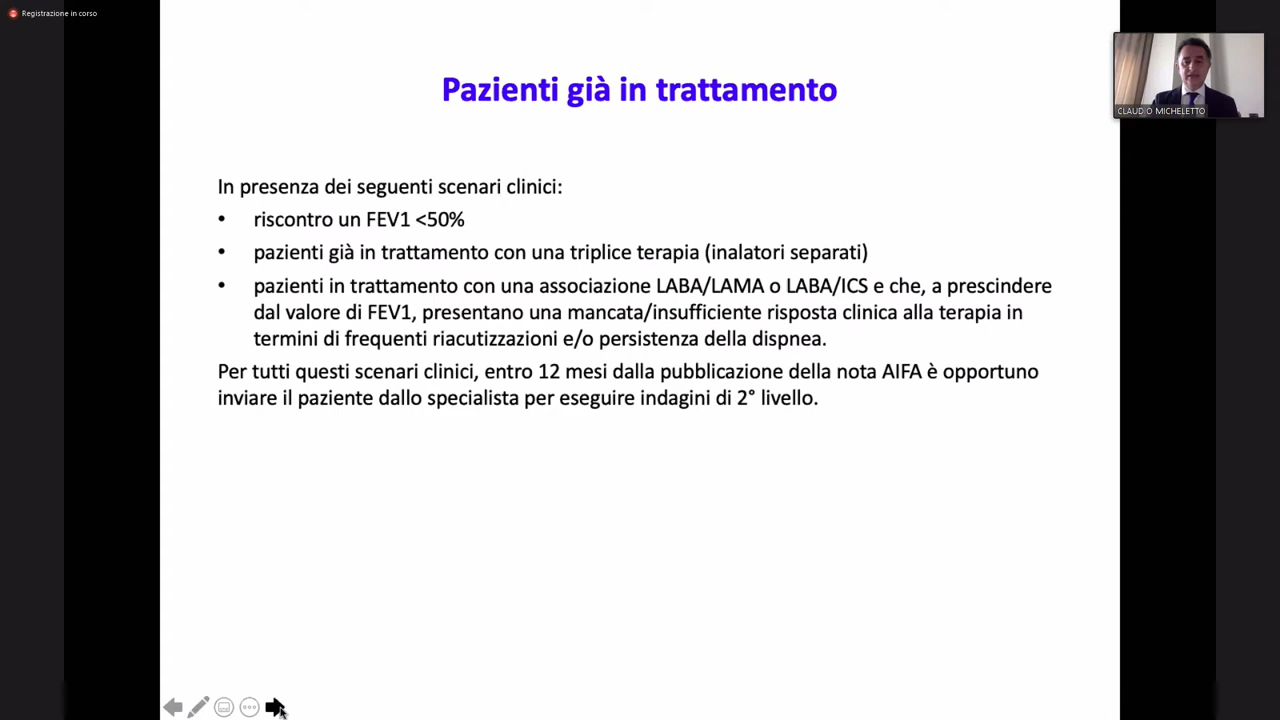 Registrazione in corso
Pazienti già in trattamento
CLAUDIO MICHELETTO
In presenza dei seguenti scenari clinici:
• riscontro un FEV1 <50%
• pazienti già in trattamento con una triplice terapia (inalatori separati)
• pazienti in trattamento con una associazione LABA/LAMA o LABA/ICS e che, a prescindere
dal valore di FEV1, presentano una mancata/insufficiente risposta clinica alla terapia in
termini di frequenti riacutizzazioni e/o persistenza della dispnea.
Per tutti questi scenari clinici, entro 12 mesi dalla pubblicazione della nota AIFA è opportuno
inviare il paziente dallo specialista per eseguire indagini di 2° livello.